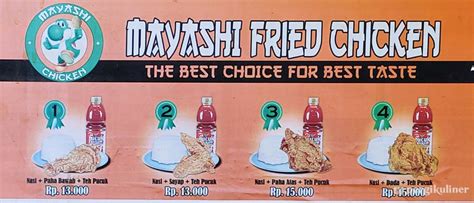 MAYASHI
CHICKEN
MAYASHI FRIED CHICKEN
THE BEST CHOICE FOR BEST TASTE
1
2
3
4
Nasi + Paha Bawah + Teh Pucuk
Rp. 13.000
Nasi + Sayap + Teh Pucuk
Rp. 13.000
Nasi + Paha Atas + Teh Pucuk
Rp. 15.000
Nasi + Dada + Teh Pucuk
Rp. 15.000